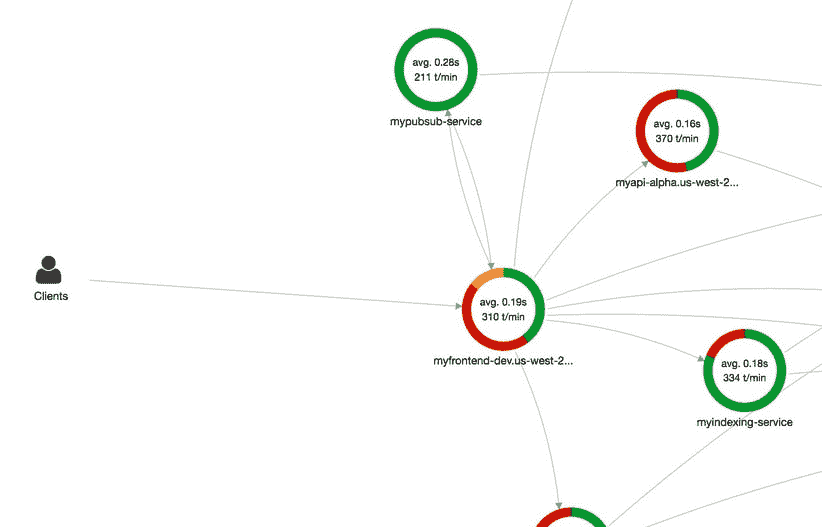 avg. 0.28s
211 t/min
mypubsub-service
avg. 0.16s
370 t/min
myapi-alpha.us-west-2...
Clients
avg. 0.19s
310 t/min
myfrontend-dev.us-west-2...
avg. 0.18s
334 t/min
myindexing-service